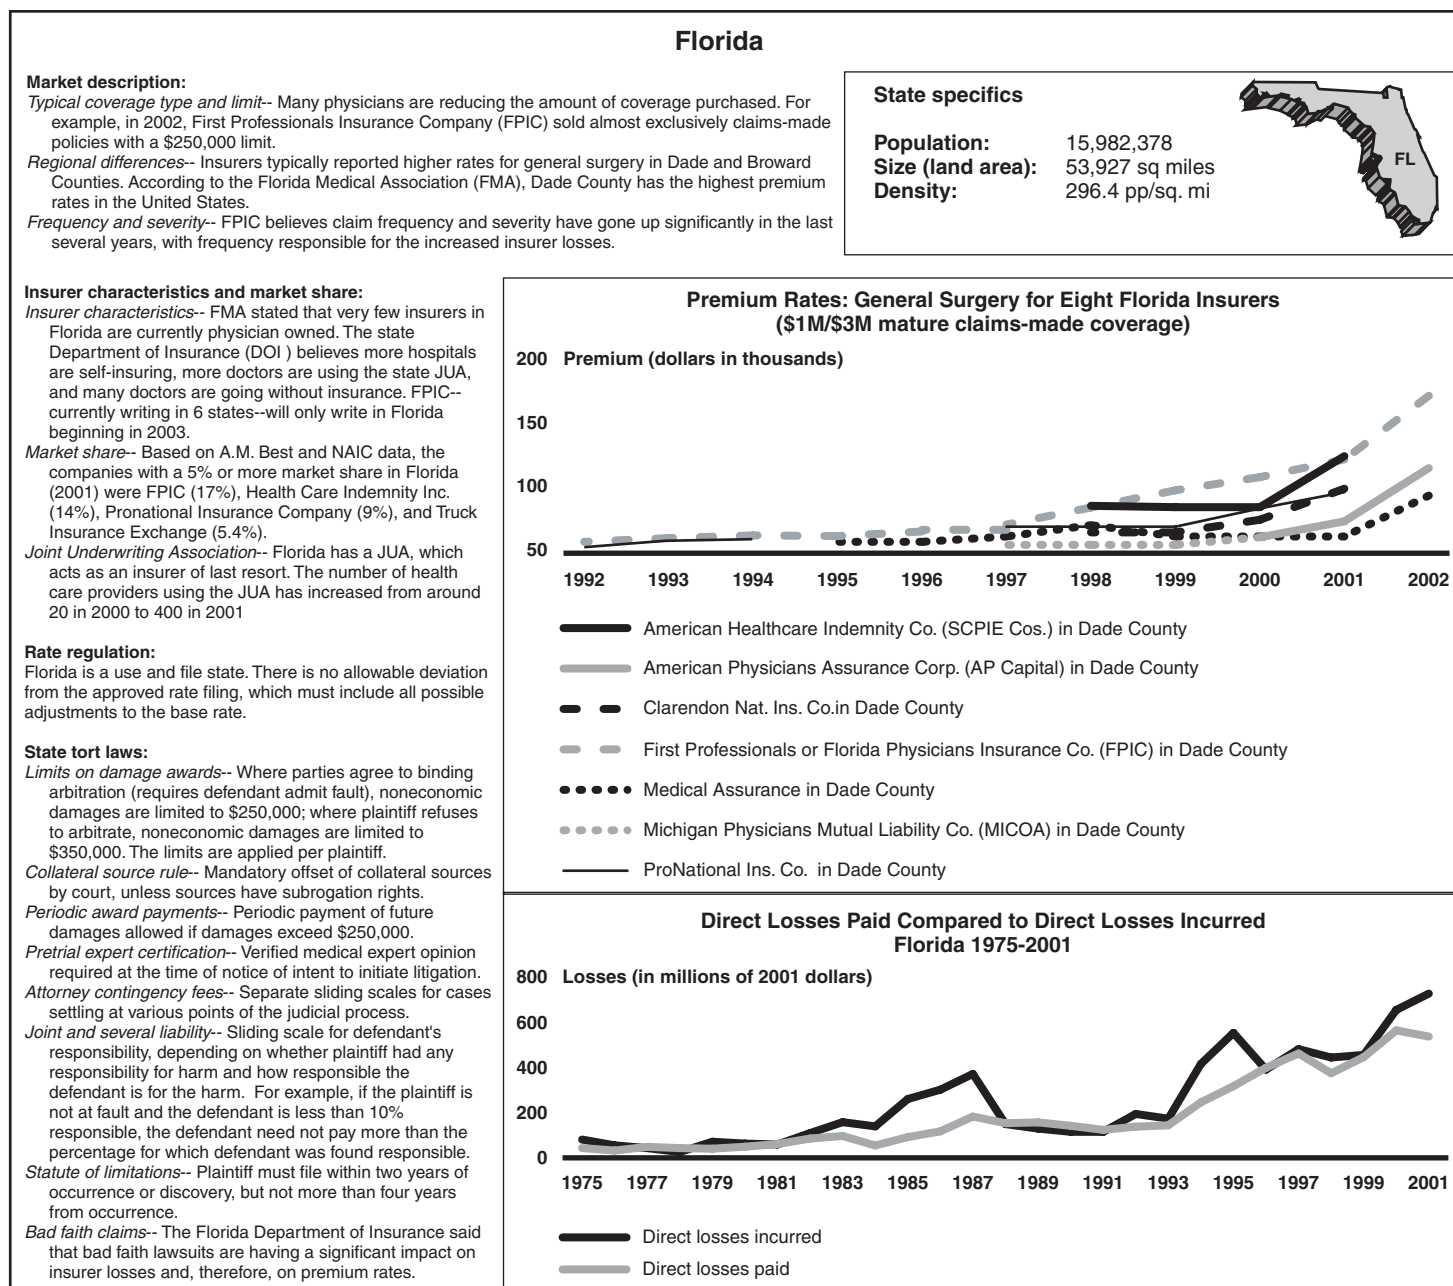 Florida
Market description:
Typical coverage type and limit-- Many physicians are reducing the amount of coverage purchased. For
example, in 2002, First Professionals Insurance Company (FPIC) sold almost exclusively claims-made
policies with a $250,000 limit.
Regional differences-- Insurers typically reported higher rates for general surgery in Dade and Broward
Counties. According to the Florida Medical Association (FMA), Dade County has the highest premium
rates in the United States.
Frequency and severity-- FPIC believes claim frequency and severity have gone up significantly in the last
several years, with frequency responsible for the increased insurer losses.
State specifics
Population: 15,982,378
Size (land area): 53,927 sq miles
Density: 296.4 pp/sq. mi
FL
Insurer characteristics and market share:
Insurer characteristics-- FMA stated that very few insurers in
Florida are currently physician owned. The state
Department of Insurance (DOI ) believes more hospitals
are self-insuring, more doctors are using the state JUA,
and many doctors are going without insurance. FPIC--
currently writing in 6 states--will only write in Florida
beginning in 2003.
Market share-- Based on A.M. Best and NAIC data, the
companies with a 5% or more market share in Florida
(2001) were FPIC (17%), Health Care Indemnity Inc.
(14%), Pronational Insurance Company (9%), and Truck
Insurance Exchange (5.4%).
Joint Underwriting Association-- Florida has a JUA, which
acts as an insurer of last resort. The number of health
care providers using the JUA has increased from around
20 in 2000 to 400 in 2001
Rate regulation:
Florida is a use and file state. There is no allowable deviation
from the approved rate filing, which must include all possible
adjustments to the base rate.
State tort laws:
Limits on damage awards-- Where parties agree to binding
arbitration (requires defendant admit fault), noneconomic
damages are limited to $250,000; where plaintiff refuses
to arbitrate, noneconomic damages are limited to
$350,000. The limits are applied per plaintiff.
Collateral source rule-- Mandatory offset of collateral sources
by court, unless sources have subrogation rights.
Periodic award payments-- Periodic payment of future
damages allowed if damages exceed $250,000.
Pretrial expert certification-- Verified medical expert opinion
required at the time of notice of intent to initiate litigation.
Attorney contingency fees-- Separate sliding scales for cases
settling at various points of the judicial process.
Joint and several liability-- Sliding scale for defendant's
responsibility, depending on whether plaintiff had any
responsibility for harm and how responsible the
defendant is for the harm. For example, if the plaintiff is
not at fault and the defendant is less than 10%
responsible, the defendant need not pay more than the
percentage for which defendant was found responsible.
Statute of limitations-- Plaintiff must file within two years of
occurrence or discovery, but not more than four years
from occurrence.
Bad faith claims-- The Florida Department of Insurance said
that bad faith lawsuits are having a significant impact on
insurer losses and, therefore, on premium rates.
Premium Rates: General Surgery for Eight Florida Insurers
($1M/$3M mature claims-made coverage)
200 Premium (dollars in thousands)
150
100
50
1992 1993 1994 1995 1996 1997 1998 1999 2000 2001 2002
American Healthcare Indemnity Co. (SCPIE Cos.) in Dade County
American Physicians Assurance Corp. (AP Capital) in Dade County
Clarendon Nat. Ins. Co.in Dade County
First Professionals or Florida Physicians Insurance Co. (FPIC) in Dade County
Medical Assurance in Dade County
Michigan Physicians Mutual Liability Co. (MICOA) in Dade County
ProNational Ins. Co. in Dade County
Direct Losses Paid Compared to Direct Losses Incurred
Florida 1975-2001
800 Losses (in millions of 2001 dollars)
600
400
200
0
1975 1977 1979 1981 1983 1985 1987 1989 1991 1993 1995 1997 1999 2001
Direct losses incurred
Direct losses paid